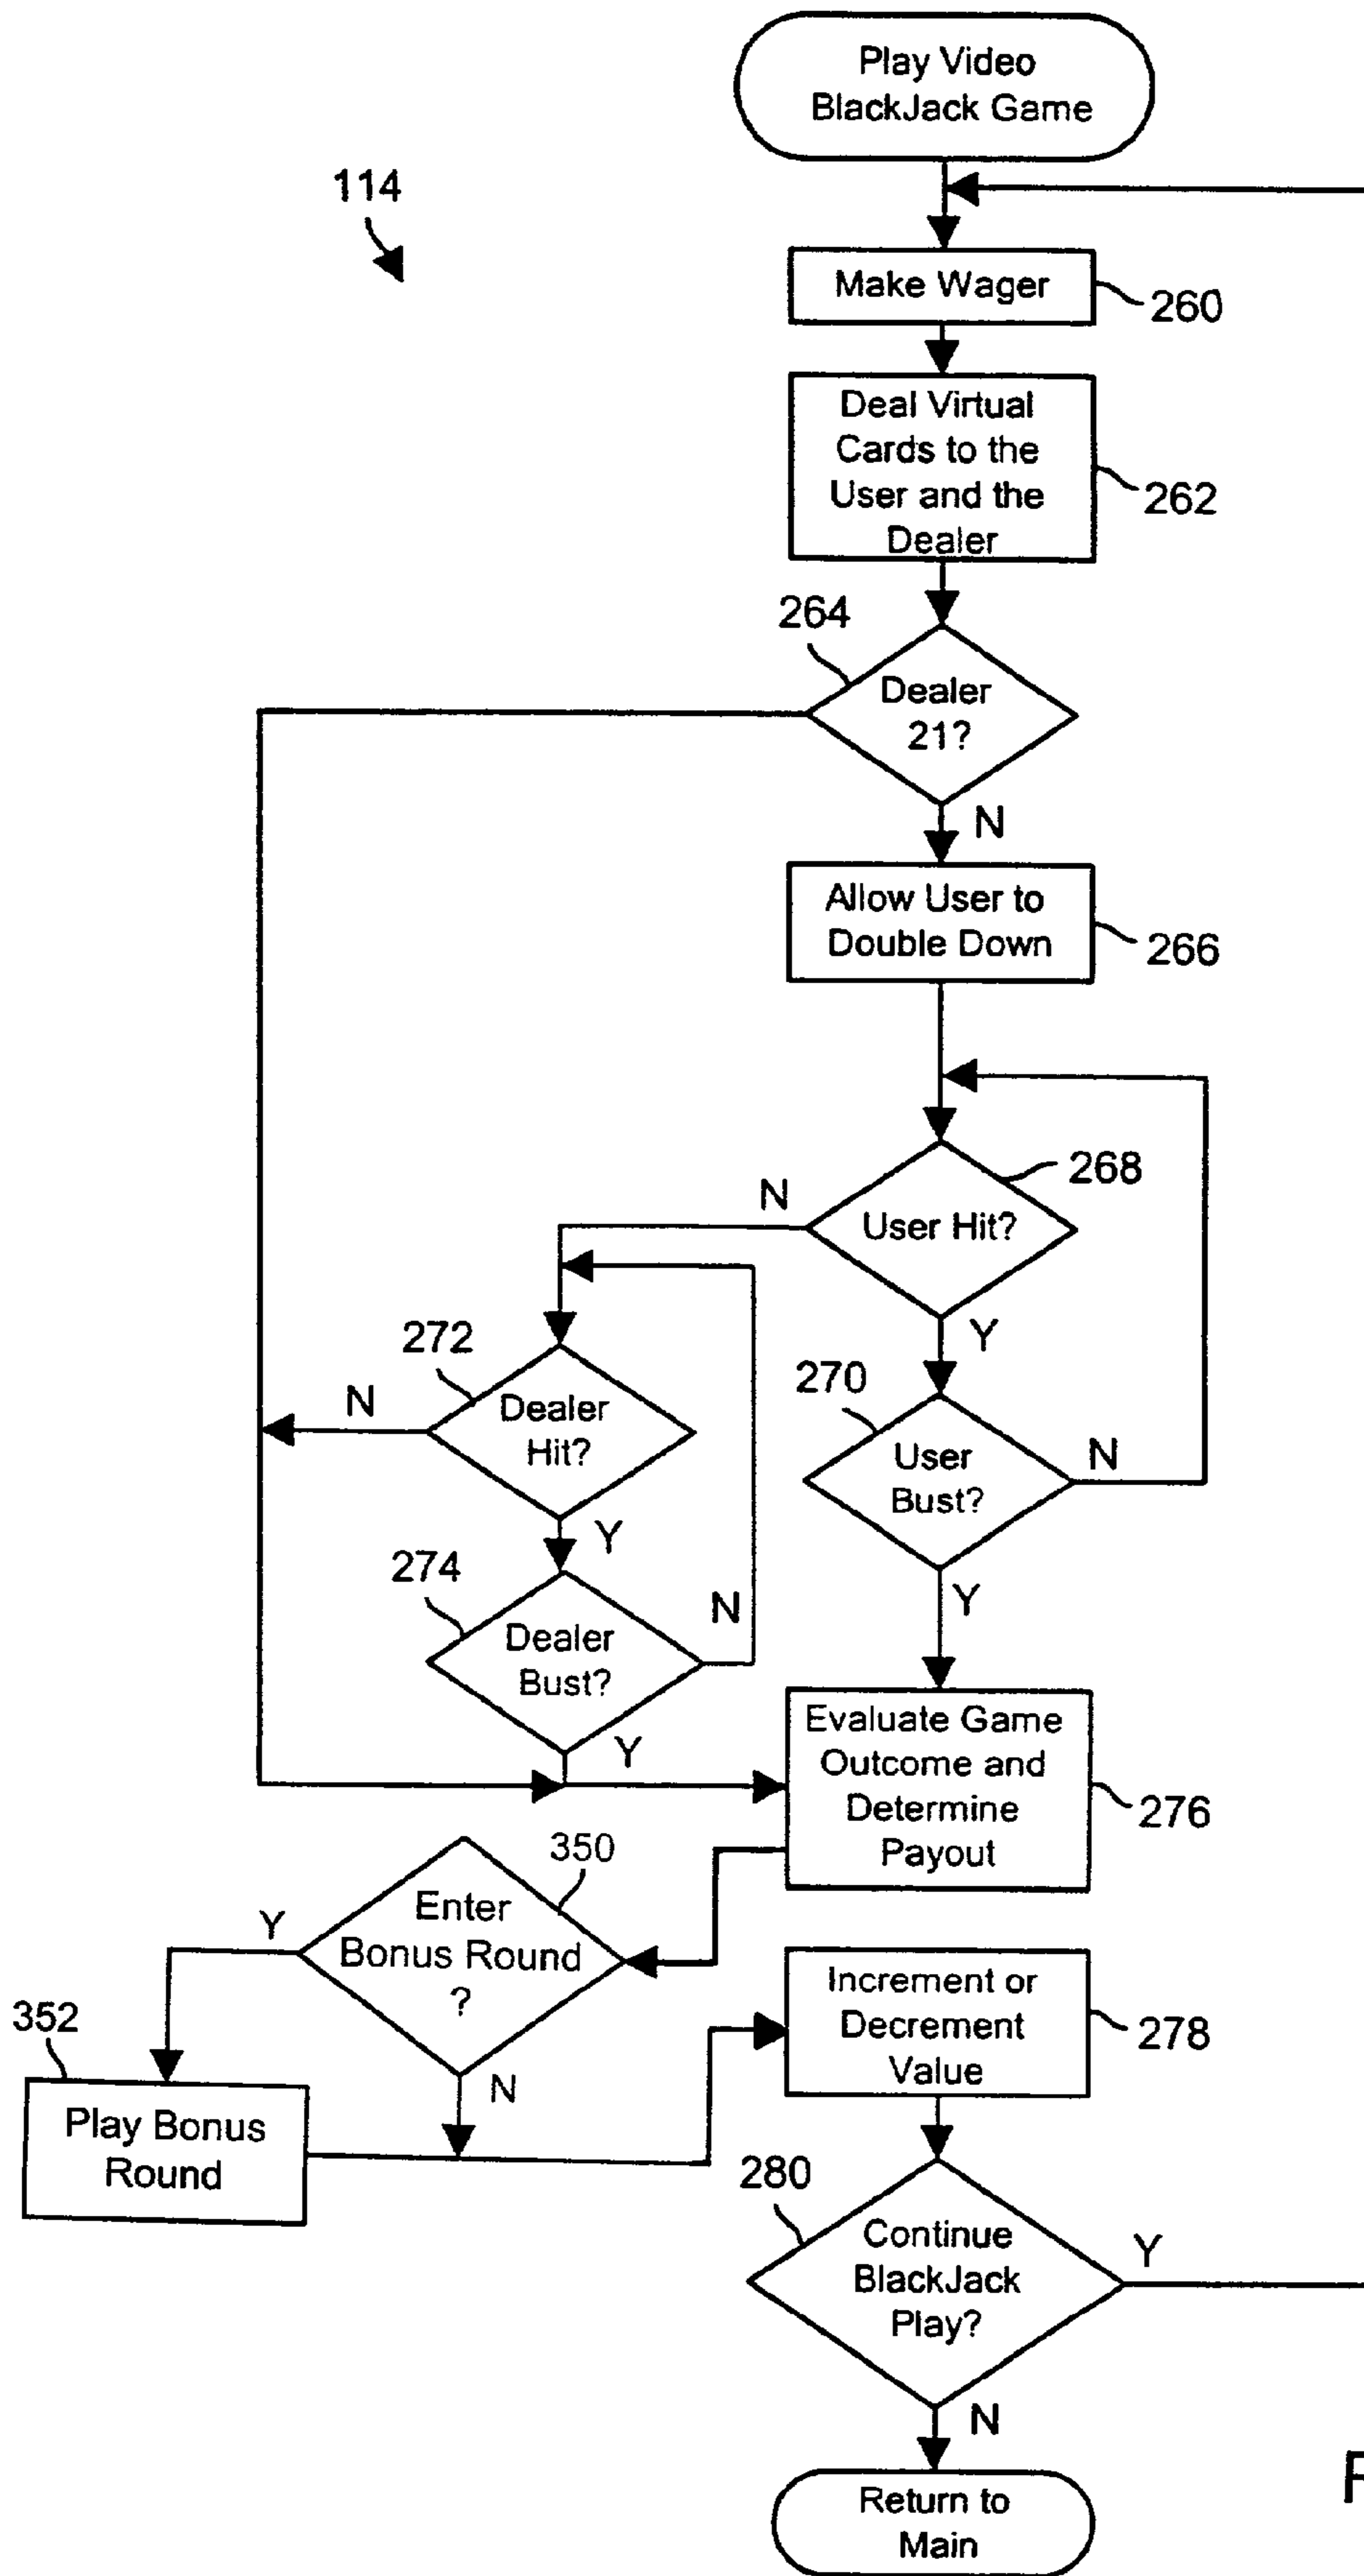 Play Video
BlackJack Game
114
Make Wager
260
Deal Virtual
Cards to the
User and the
Dealer
262
264
Dealer
21?
N
Allow User to
Double Down
266
268
N
User Hit?
Y
272
N
Dealer
Hit?
Y
270
User
Bust?
N
Y
274
Dealer
Bust?
N
Y
Evaluate Game
Outcome and
Determine
Payout
276
350
Enter
Bonus Round
?
Y
N
352
Play Bonus
Round
Increment or
Decrement
Value
278
280
Continue
BlackJack
Play?
Y
N
Return to
Main